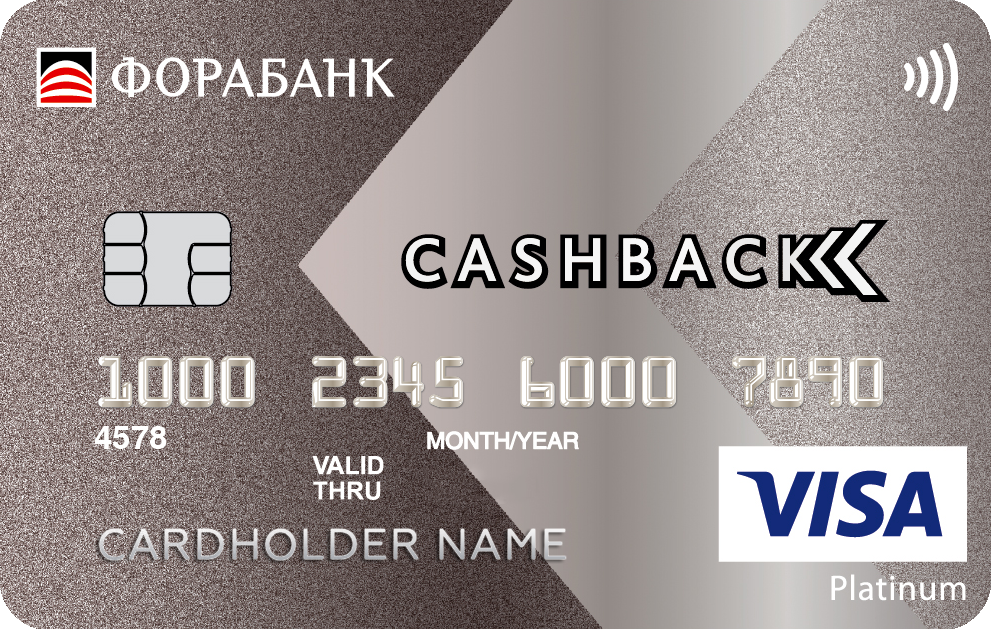 ФОРАБАНК
CASHBACK
1000 2345 6000 7890
4578
MONTH/YEAR
VALID
THRU
CARDHOLDER NAME
VISA
Platinum